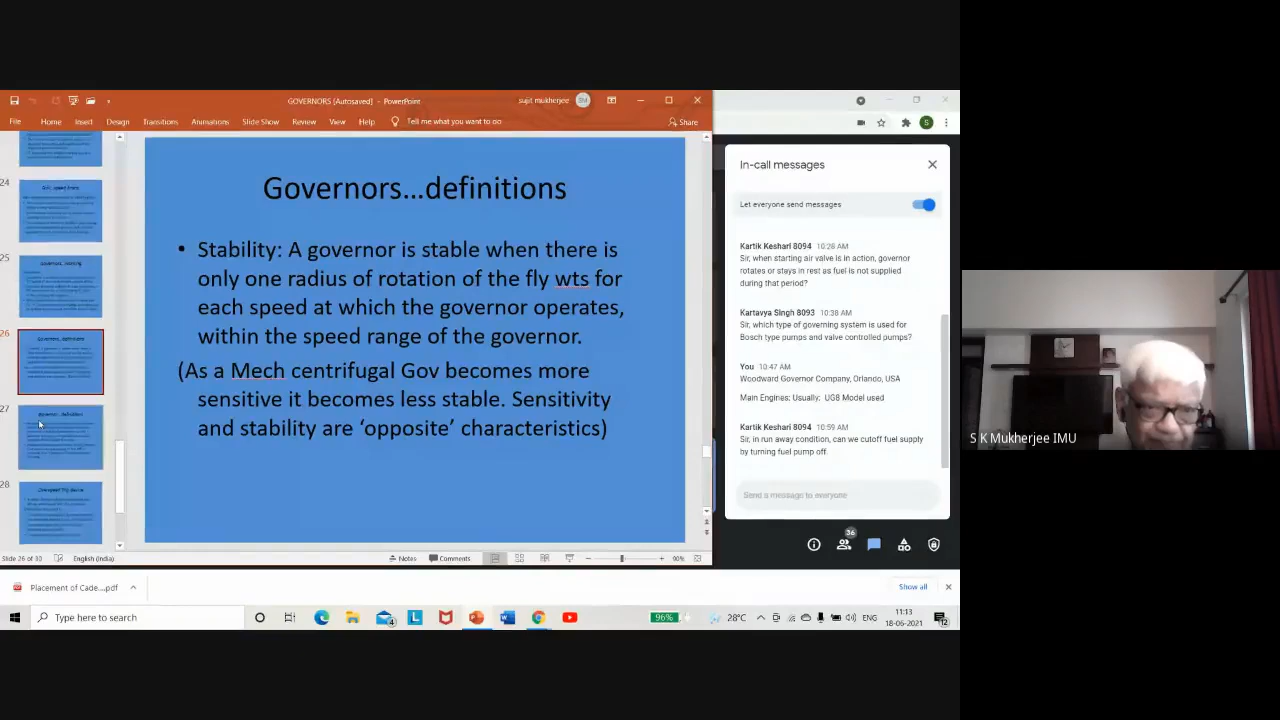 GOVERNORS [Autosaved] - PowerPoint
sujit mukherjee
SM
File Home Insert Design Transitions Animations Slide Show Review View Help Tell me what you want to do Share
24
25
26
27
28
Governors...definitions
• Stability: A governor is stable when there is
only one radius of rotation of the fly wts for
each speed at which the governor operates,
within the speed range of the governor.
(As a Mech centrifugal Gov becomes more
sensitive it becomes less stable. Sensitivity
and stability are ‘opposite’ characteristics)
Slide 26 of 30 English (India) Notes Comments 90%
S
In-call messages
Let everyone send messages
Kartik Keshari 8094 10:28 AM
Sir, when starting air valve is in action, governor
rotates or stays in rest as fuel is not supplied
during that period?
Kartavya Singh 8093 10:38 AM
Sir, which type of governing system is used for
Bosch type pumps and valve controlled pumps?
You 10:47 AM
Woodward Governor Company, Orlando, USA
Main Engines: Usually: UG8 Model used
Kartik Keshari 8094 10:59 AM
Sir, in run away condition, can we cutoff fuel supply
by turning fuel pump off.
Send a message to everyone
36
S K Mukherjee IMU
Placement of Cade....pdf
Show all
Type here to search
96%
28°C
ENG
11:13
18-06-2021